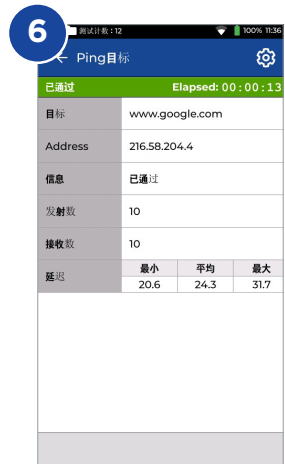 6
测试计数：12
100% 11:36
Ping目标
已通过 Elapsed: 00:00:13
目标 www.google.com
Address 216.58.204.4
信息 已通过
发射数 10
接收数 10
延迟 最小 平均 最大
20.6 24.3 31.7